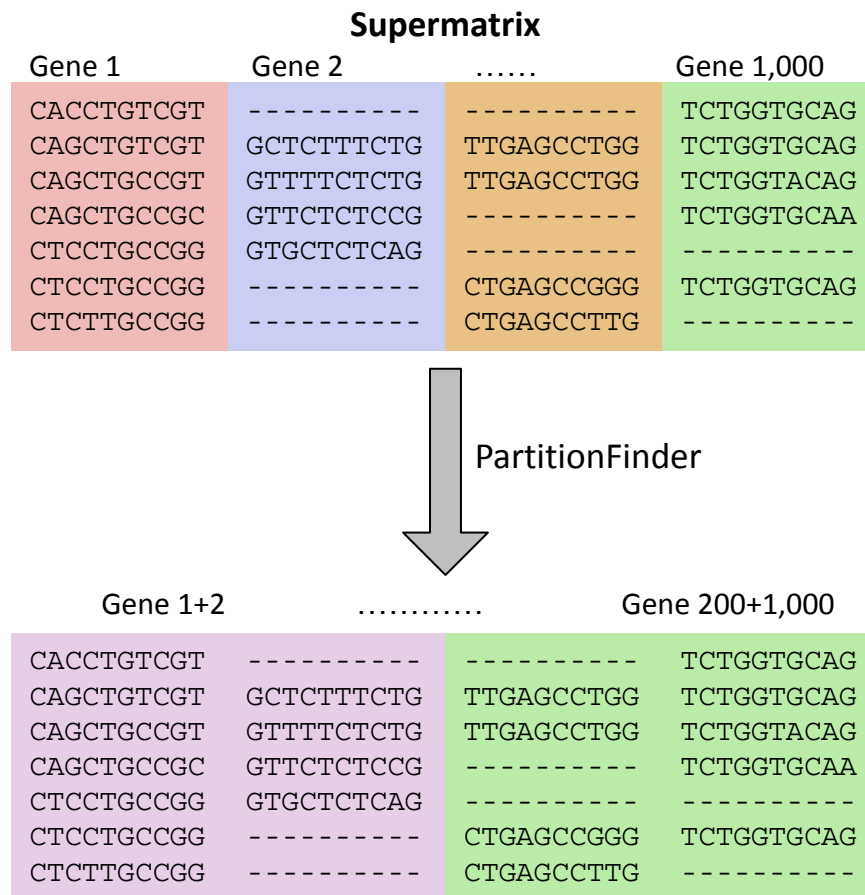 Supermatrix
Gene 1 Gene 2 ...... Gene 1,000
CACCTGTCGT ---------- ---------- TCTGGTGCAG
CAGCTGTCGT GCTCTTTCTG TTGAGCCTGG TCTGGTGCAG
CAGCTGCCGT GTTTTCTCTG TTGAGCCTGG TCTGGTACAG
CAGCTGCCGC GTTCTCTCCG ---------- TCTGGTGCAA
CTCCTGCCGG GTGCTCTCAG ---------- ----------
CTCCTGCCGG ---------- CTGAGCCGGG TCTGGTGCAG
CTCTTGCCGG ---------- CTGAGCCTTG ----------
PartitionFinder
Gene 1+2 ............ Gene 200+1,000
CACCTGTCGT ---------- ---------- TCTGGTGCAG
CAGCTGTCGT GCTCTTTCTG TTGAGCCTGG TCTGGTGCAG
CAGCTGCCGT GTTTTCTCTG TTGAGCCTGG TCTGGTACAG
CAGCTGCCGC GTTCTCTCCG ---------- TCTGGTGCAA
CTCCTGCCGG GTGCTCTCAG ---------- ----------
CTCCTGCCGG ---------- CTGAGCCGGG TCTGGTGCAG
CTCTTGCCGG ---------- CTGAGCCTTG ----------